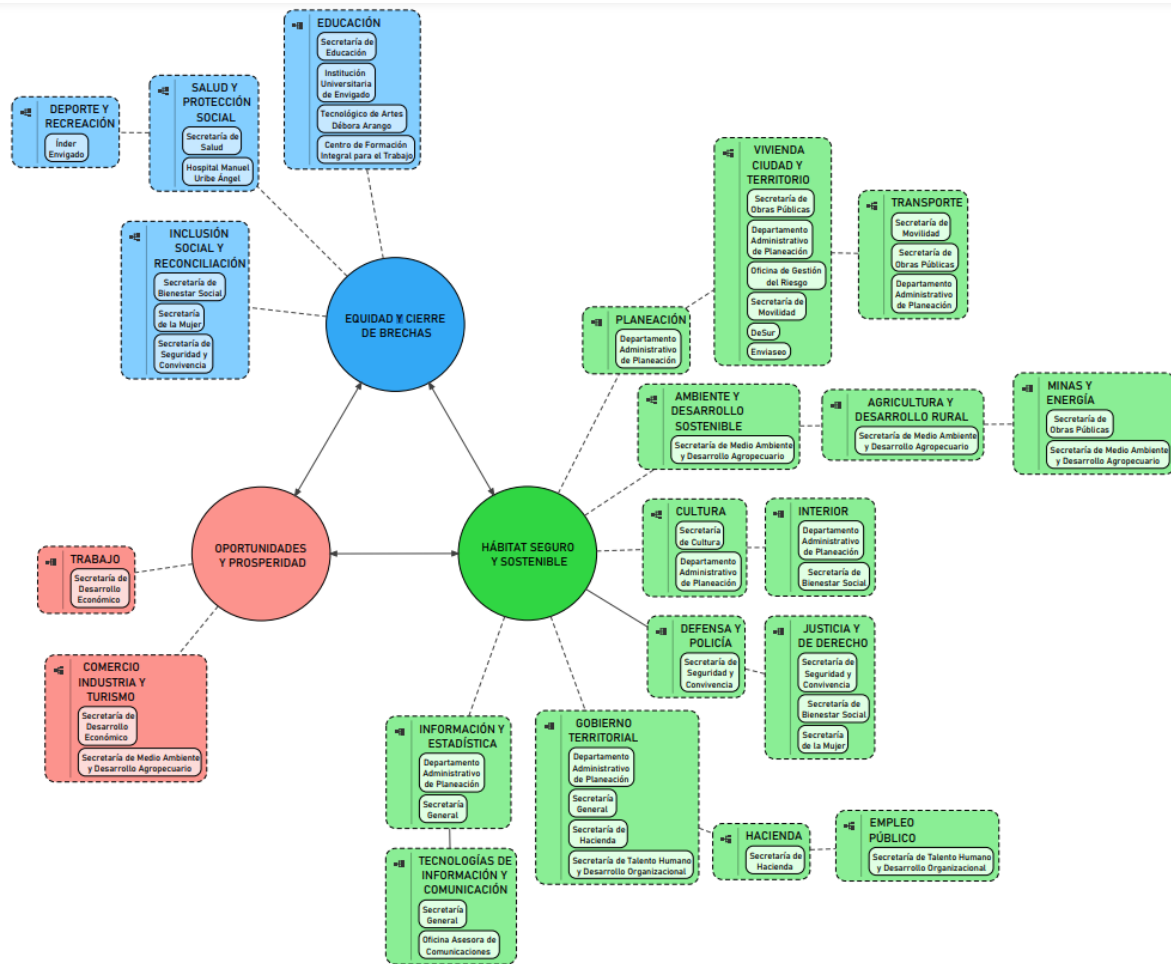 EDUCACIÓN
Secretaría de
Educación
Institución
Universitaria
de Envigado
Tecnológico de Artes
Débora Arango
Centro de Formación
Integral para el Trabajo
SALUD Y
PROTECCIÓN
SOCIAL
Secretaría de
Salud
Hospital Manuel
Uribe Ángel
DEPORTE Y
RECREACIÓN
Índer
Envigado
INCLUSIÓN
SOCIAL Y
RECONCILIACIÓN
Secretaría de
Bienestar Social
Secretaría
de la Mujer
Secretaría de
Seguridad y
Convivencia
EQUIDAD Y CIERRE
DE BRECHAS
VIVIENDA
CIUDAD Y
TERRITORIO
Secretaría de
Obras Públicas
Departamento
Administrativo
de Planeación
Oficina de Gestión
del Riesgo
Secretaría de
Movilidad
DeSur
Enviaseo
TRANSPORTE
Secretaría de
Movilidad
Secretaría de
Obras Públicas
Departamento
Administrativo
de Planeación
PLANEACIÓN
Departamento
Administrativo
de Planeación
AMBIENTE Y
DESARROLLO
SOSTENIBLE
Secretaría de Medio Ambiente
y Desarrollo Agropecuario
AGRICULTURA Y
DESARROLLO RURAL
Secretaría de Medio Ambiente
y Desarrollo Agropecuario
MINAS Y
ENERGÍA
Secretaría de
Obras Públicas
Secretaría de Medio Ambiente
y Desarrollo Agropecuario
OPORTUNIDADES
Y PROSPERIDAD
HÁBITAT SEGURO
Y SOSTENIBLE
CULTURA
Secretaría
de Cultura
Departamento
Administrativo
de Planeación
INTERIOR
Departamento
Administrativo
de Planeación
Secretaría de
Bienestar Social
TRABAJO
Secretaría de
Desarrollo
Económico
DEFENSA Y
POLICÍA
Secretaría de
Seguridad y
Convivencia
JUSTICIA Y
DE DERECHO
Secretaría de
Seguridad y
Convivencia
Secretaría de
Bienestar Social
Secretaría
de la Mujer
COMERCIO
INDUSTRIA Y
TURISMO
Secretaría de
Desarrollo
Económico
Secretaría de Medio Ambiente
y Desarrollo Agropecuario
INFORMACIÓN Y
ESTADÍSTICA
Departamento
Administrativo
de Planeación
Secretaría
General
GOBIERNO
TERRITORIAL
Departamento
Administrativo
de Planeación
Secretaría
General
Secretaría de
Hacienda
Secretaría de Talento Humano
y Desarrollo Organizacional
HACIENDA
Secretaría de
Hacienda
EMPLEO
PÚBLICO
Secretaría de Talento Humano
y Desarrollo Organizacional
TECNOLOGÍAS DE
INFORMACIÓN Y
COMUNICACIÓN
Secretaría
General
Oficina Asesora de
Comunicaciones